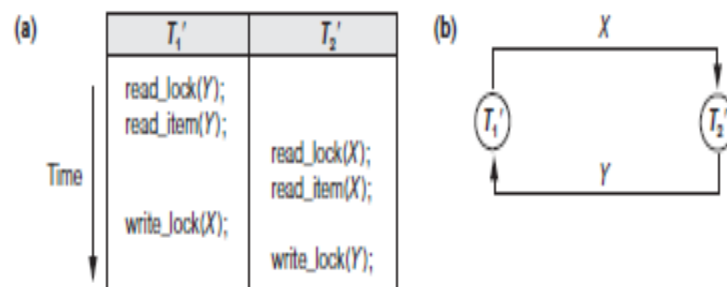 (a)
T₁' T₂'
read_lock(Y);
read_item(Y);
read_lock(X);
Time
read_item(X);
write_lock(X);
write_lock(Y);
(b)
X
T₁' T₂'
Y